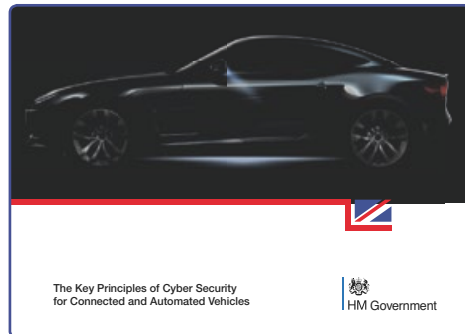 The Key Principles of Cyber Security
for Connected and Automated Vehicles
HM Government